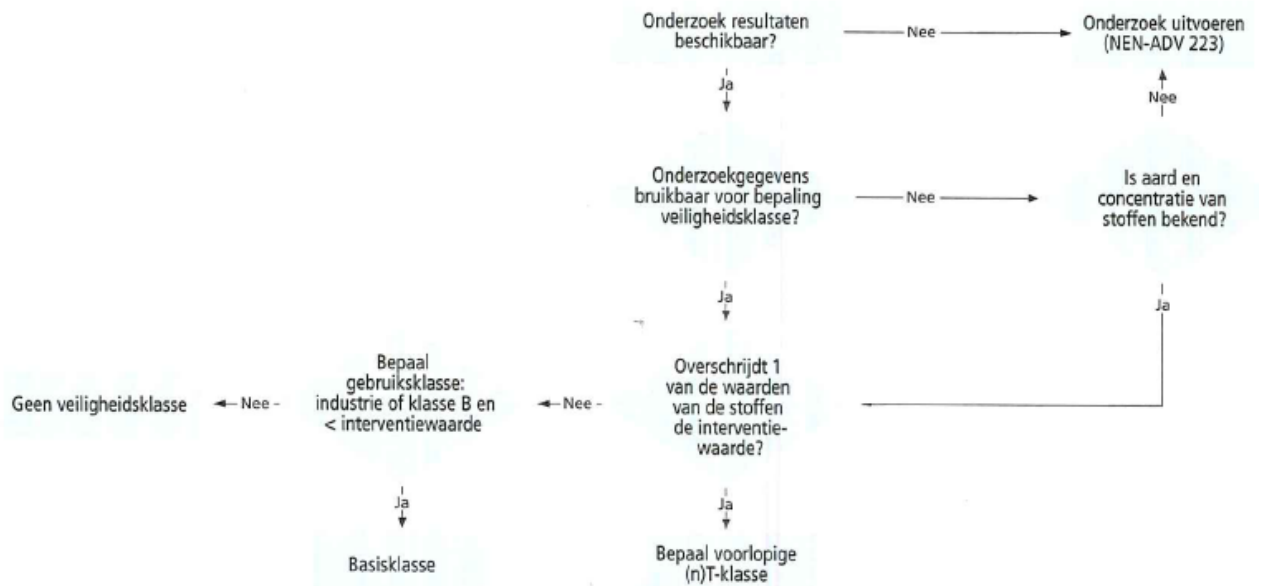 Onderzoek resultaten
beschikbaar?
Nee
Onderzoek uitvoeren
(NEN-ADV 223)
Ja
Nee
Onderzoekgegevens
bruikbaar voor bepaling
veiligheidsklasse?
Nee
Is aard en
concentratie van
stoffen bekend?
Ja
Ja
Overschrijdt 1
van de waarden
van de stoffen
de interventie-
waarde?
Nee
Bepaal
gebruiksklasse:
industrie of klasse B en
< interventiewaarde
Nee
Geen veiligheidsklasse
Ja
Ja
Basisklasse
Bepaal voorlopige
(n)T-klasse